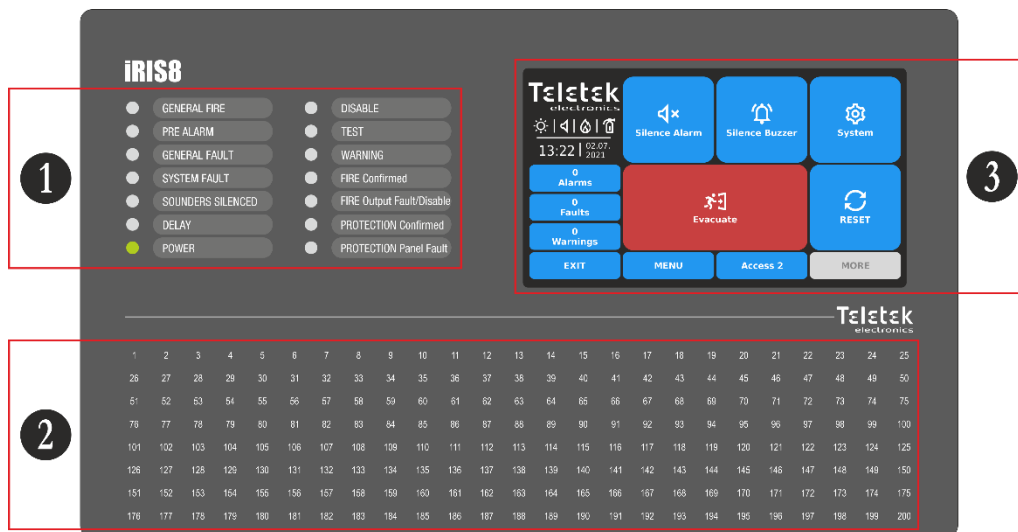 iRIS8
1
GENERAL FIRE
PRE ALARM
GENERAL FAULT
SYSTEM FAULT
SOUNDERS SILENCED
DELAY
POWER
DISABLE
TEST
WARNING
FIRE Confirmed
FIRE Output Fault/Disable
PROTECTION Confirmed
PROTECTION Panel Fault
3
Teletek
electronics
13:22 02.07.
2021
0
Alarms
0
Faults
0
Warnings
Silence Alarm
Silence Buzzer
System
Evacuate
RESET
EXIT MENU Access 2 MORE
Teletek
electronics
2
1 2 3 4 5 6 7 8 9 10 11 12 13 14 15 16 17 18 19 20 21 22 23 24 25
26 27 28 29 30 31 32 33 34 35 36 37 38 39 40 41 42 43 44 45 46 47 48 49 50
51 52 53 54 55 56 57 58 59 60 61 62 63 64 65 66 67 68 69 70 71 72 73 74 75
76 77 78 79 80 81 82 83 84 85 86 87 88 89 90 91 92 93 94 95 96 97 98 99 100
101 102 103 104 105 106 107 108 109 110 111 112 113 114 115 116 117 118 119 120 121 122 123 124 125
126 127 128 129 130 131 132 133 134 135 136 137 138 139 140 141 142 143 144 145 146 147 148 149 150
151 152 153 154 155 156 157 158 159 160 161 162 163 164 165 166 167 168 169 170 171 172 173 174 175
176 177 178 179 180 181 182 183 184 185 186 187 188 189 190 191 192 193 194 195 196 197 198 199 200